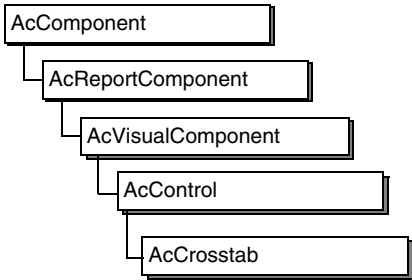 AcComponent
AcReportComponent
AcVisualComponent
AcControl
AcCrosstab